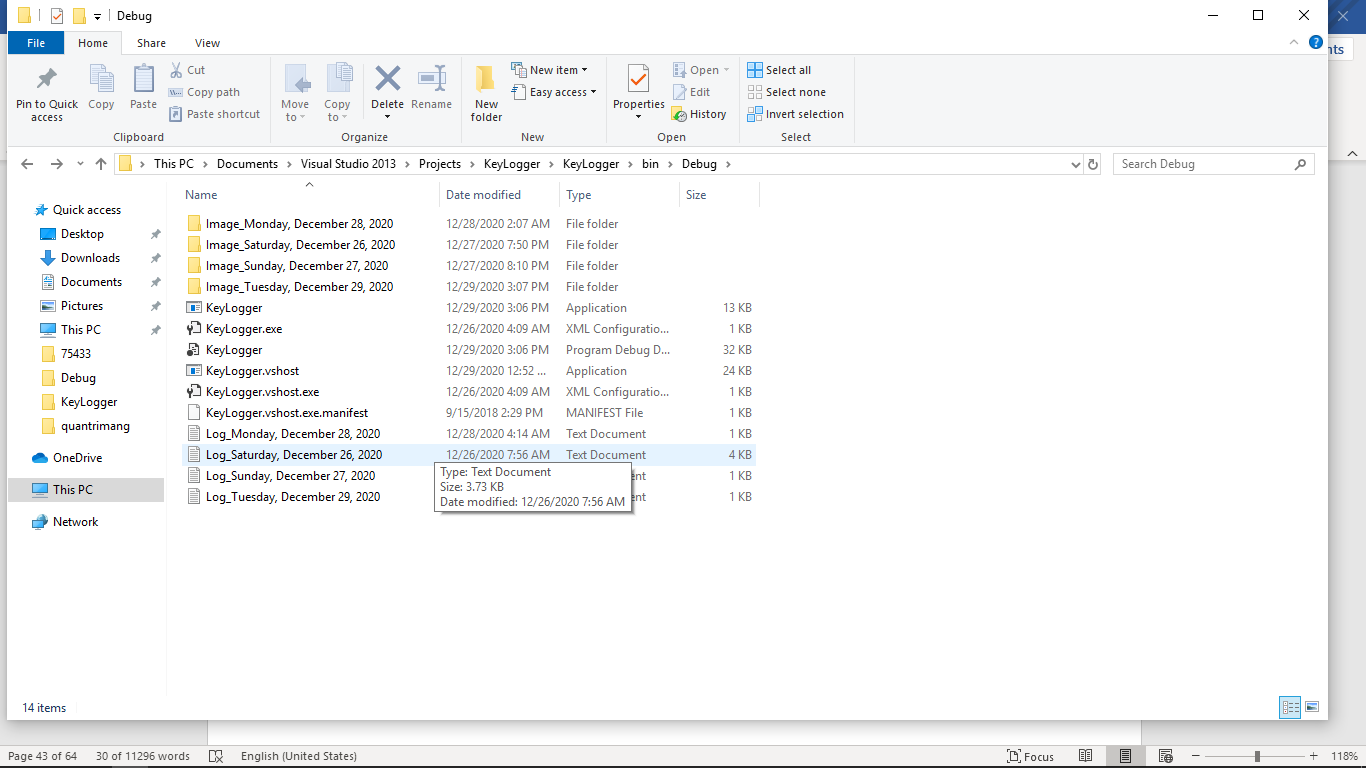 Debug
File Home Share View
nts
Pin to Quick access
Copy
Paste
Cut
Copy path
Paste shortcut
Clipboard
Move to
Copy to
Delete
Rename
Organize
New folder
New item
Easy access
New
Properties
Open
Edit
History
Open
Select all
Select none
Invert selection
Select
This PC > Documents > Visual Studio 2013 > Projects > KeyLogger > KeyLogger > bin > Debug >
Search Debug
Quick access
Desktop
Downloads
Documents
Pictures
This PC
75433
Debug
KeyLogger
quantrimang
OneDrive
This PC
Network
Name Date modified Type Size
Image_Monday, December 28, 2020 12/28/2020 2:07 AM File folder
Image_Saturday, December 26, 2020 12/27/2020 7:50 PM File folder
Image_Sunday, December 27, 2020 12/27/2020 8:10 PM File folder
Image_Tuesday, December 29, 2020 12/29/2020 3:07 PM File folder
KeyLogger 12/29/2020 3:06 PM Application 13 KB
KeyLogger.exe 12/26/2020 4:09 AM XML Configuratio... 1 KB
KeyLogger 12/29/2020 3:06 PM Program Debug D... 32 KB
KeyLogger.vshost 12/29/2020 12:52 ... Application 24 KB
KeyLogger.vshost.exe 12/26/2020 4:09 AM XML Configuratio... 1 KB
KeyLogger.vshost.exe.manifest 9/15/2018 2:29 PM MANIFEST File 1 KB
Log_Monday, December 28, 2020 12/28/2020 4:14 AM Text Document 1 KB
Log_Saturday, December 26, 2020 12/26/2020 7:56 AM Text Document 4 KB
Log_Sunday, December 27, 2020 ent 1 KB
Log_Tuesday, December 29, 2020 ent 1 KB
Type: Text Document
Size: 3.73 KB
Date modified: 12/26/2020 7:56 AM
14 items
Page 43 of 64 30 of 11296 words English (United States) Focus 118%